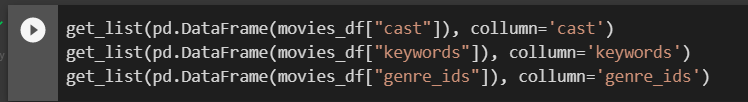 get_list(pd.DataFrame(movies_df["cast"]), collumn='cast')
get_list(pd.DataFrame(movies_df["keywords"]), collumn='keywords')
get_list(pd.DataFrame(movies_df["genre_ids"]), collumn='genre_ids')